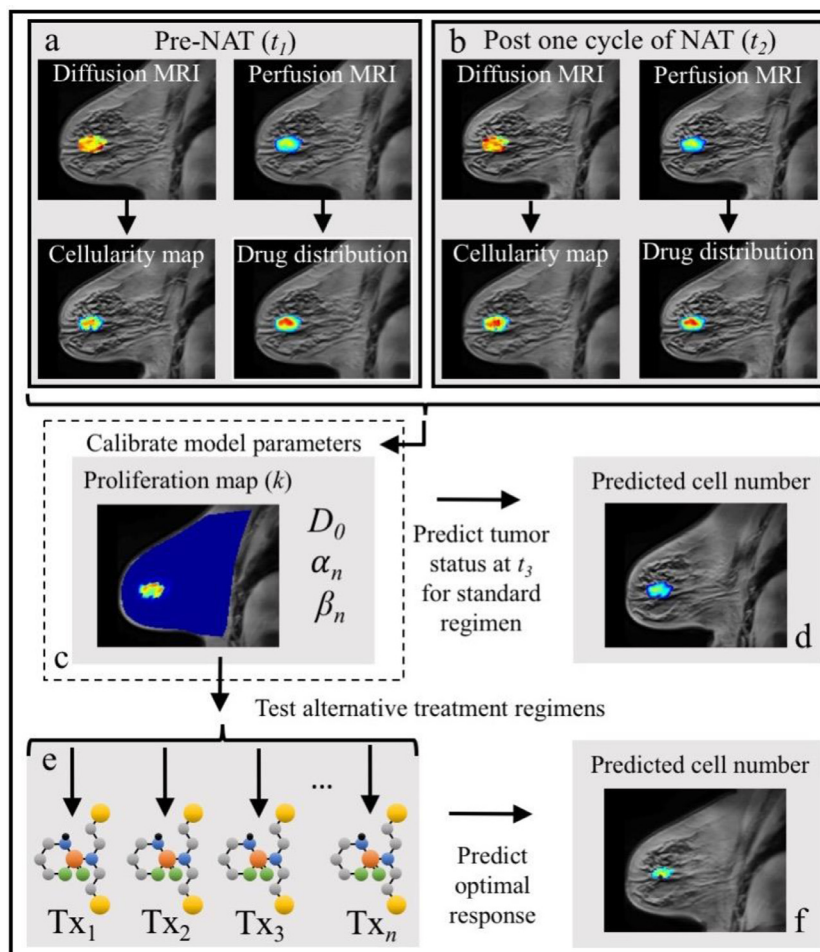 a
Pre-NAT (t₁)
Diffusion MRI
Perfusion MRI
Cellularity map
Drug distribution
b
Post one cycle of NAT (t₂)
Diffusion MRI
Perfusion MRI
Cellularity map
Drug distribution
Calibrate model parameters
Proliferation map (k)
D₀
αₙ
βₙ
c
Predict tumor
status at t₃
for standard
regimen
Predicted cell number
d
Test alternative treatment regimens
e
...
Tx₁
Tx₂
Tx₃
Txₙ
Predict
optimal
response
Predicted cell number
f